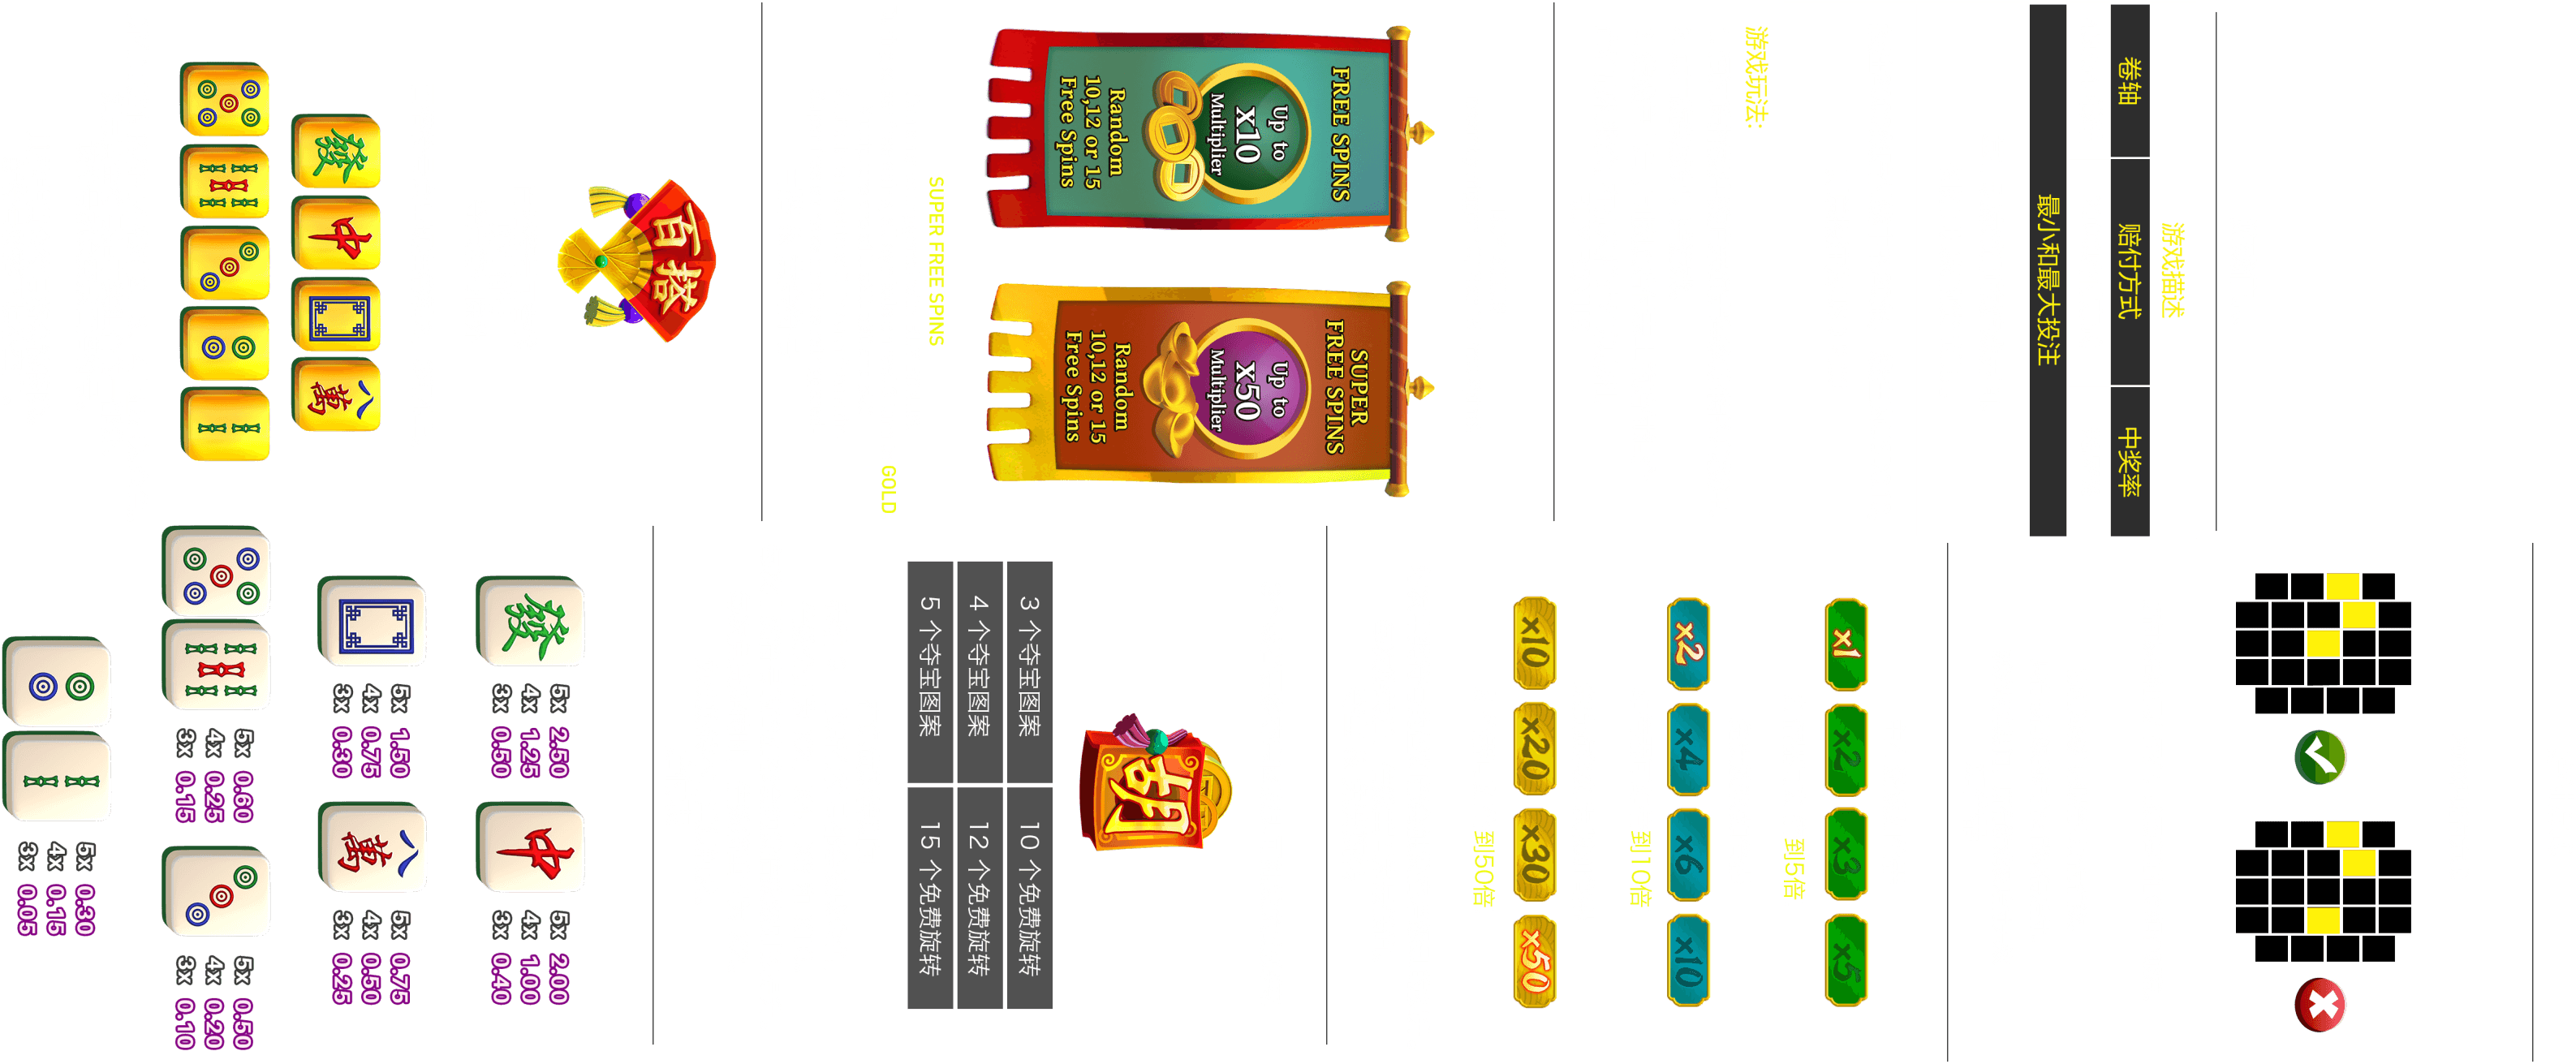 游戏描述
卷轴 赔付方式 中奖率
最小和最大投注
游戏玩法:
FREE SPINS
Up to
x10
Multiplier
Random
10,12 or 15
Free Spins
SUPER
FREE SPINS
Up to
x50
Multiplier
Random
10,12 or 15
Free Spins
SUPER FREE SPINS
GOLD
百搭
發 中 八萬
x1 x2 x3 x5
到5倍
x2 x4 x6 x10
到10倍
x10 x20 x30 x50
到50倍
胡
3 个夺宝图案 10 个免费旋转
4 个夺宝图案 12 个免费旋转
5 个夺宝图案 15 个免费旋转
發
5x 2.50
4x 1.25
3x 0.50
中
5x 2.00
4x 1.00
3x 0.40
5x 1.50
4x 0.75
3x 0.30
八萬
5x 0.75
4x 0.50
3x 0.25
5x 0.60
4x 0.25
3x 0.15
5x 0.50
4x 0.20
3x 0.10
5x 0.30
4x 0.15
3x 0.05